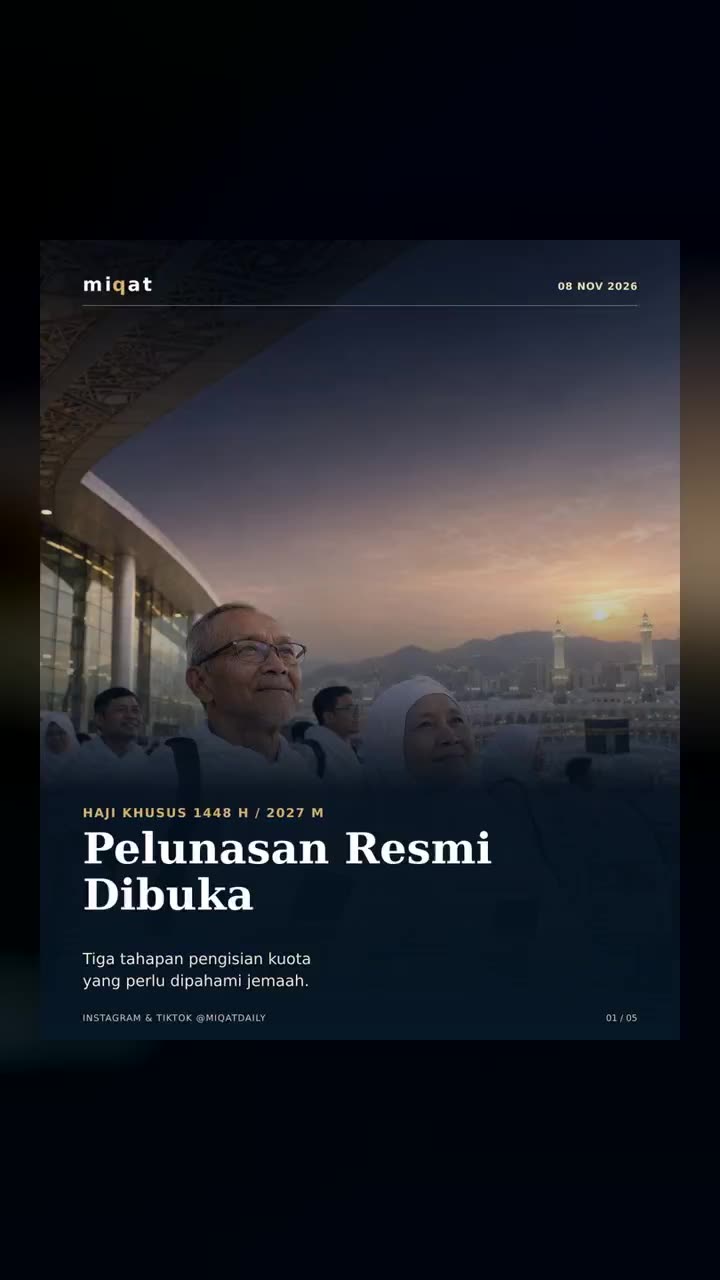 miqat
08 NOV 2026
HAJI KHUSUS 1448 H / 2027 M
Pelunasan Resmi
Dibuka
Tiga tahapan pengisian kuota
yang perlu dipahami jemaah.
INSTAGRAM & TIKTOK @MIQATDAILY
01 / 05